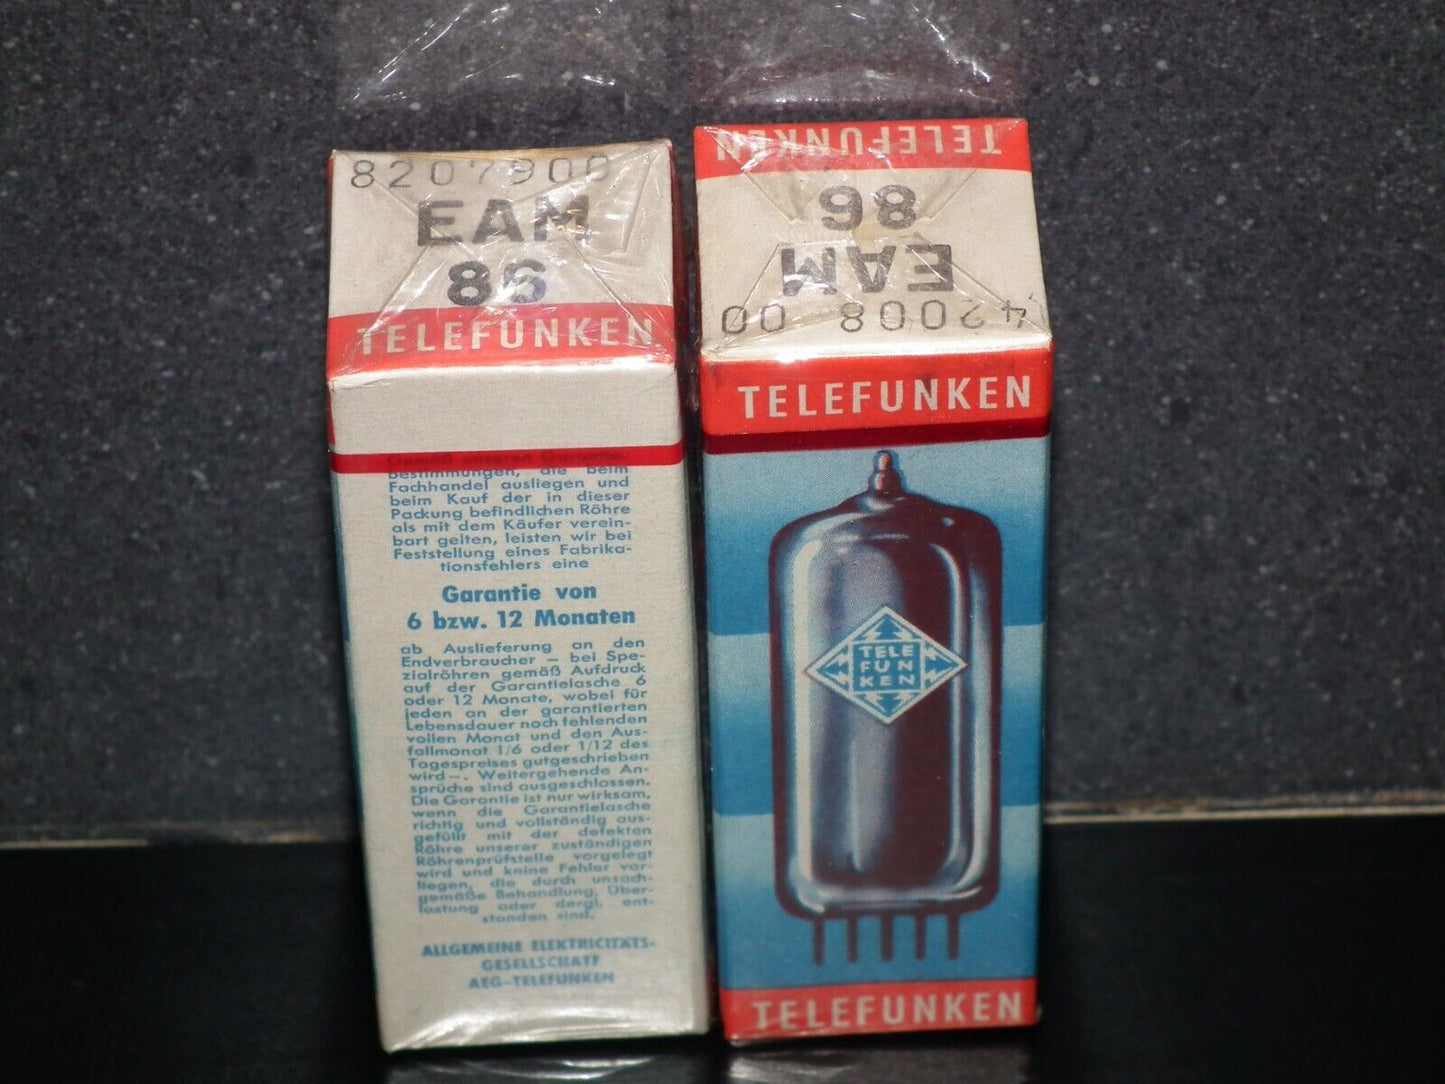 8207900
EAM
86
TELEFUNKEN
Gemäß unseren Garantie-
bestimmungen, die beim
Fachhandel ausliegen und
beim Kauf der in dieser
Packung befindlichen Röhre
als mit dem Käufer verein-
bart gelten, leisten wir bei
Feststellung eines Fabrika-
tionsfehlers eine
Garantie von
6 bzw. 12 Monaten
ab Auslieferung an den
Endverbraucher – bei Spe-
zialröhren gemäß Aufdruck
auf der Garantielasche 6
oder 12 Monate, wobei für
jeden an der garantierten
Lebensdauer noch fehlenden
vollen Monat und den Aus-
fallmonat 1/6 oder 1/12 des
Tagespreises gutgeschrieben
wird –. Weitergehende An-
sprüche sind ausgeschlossen.
Die Garantie ist nur wirksam,
wenn die Garantielasche
richtig und vollständig aus-
gefüllt mit der defekten
Röhre unserer zuständigen
Röhrenprüfstelle vorgelegt
wird und keine Fehler vor-
liegen, die durch unsach-
gemäße Behandlung, Über-
lastung oder dergl. ent-
standen sind.
ALLGEMEINE ELEKTRICITÄTS-
GESELLSCHAFT
AEG-TELEFUNKEN
TELEFUNKEN
42008 00
EAM
86
TELEFUNKEN
TELE
FUN
KEN
TELEFUNKEN